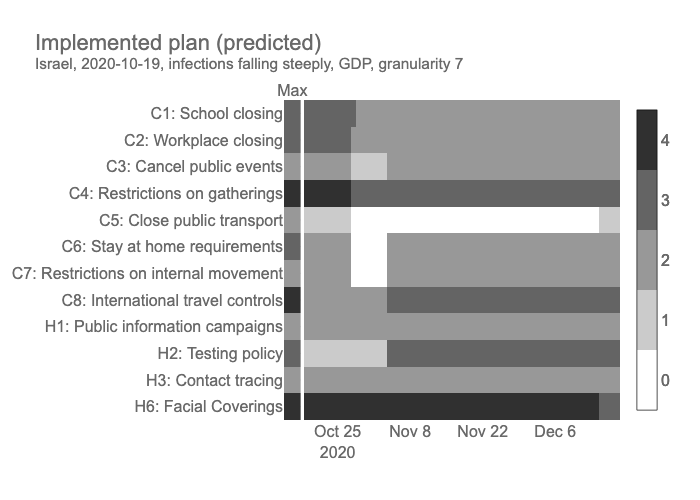 Implemented plan (predicted)
Israel, 2020-10-19, infections falling steeply, GDP, granularity 7
Max
C1: School closing
C2: Workplace closing
C3: Cancel public events
C4: Restrictions on gatherings
C5: Close public transport
C6: Stay at home requirements
C7: Restrictions on internal movement
C8: International travel controls
H1: Public information campaigns
H2: Testing policy
H3: Contact tracing
H6: Facial Coverings
4
3
2
1
0
Oct 25 Nov 8 Nov 22 Dec 6
2020